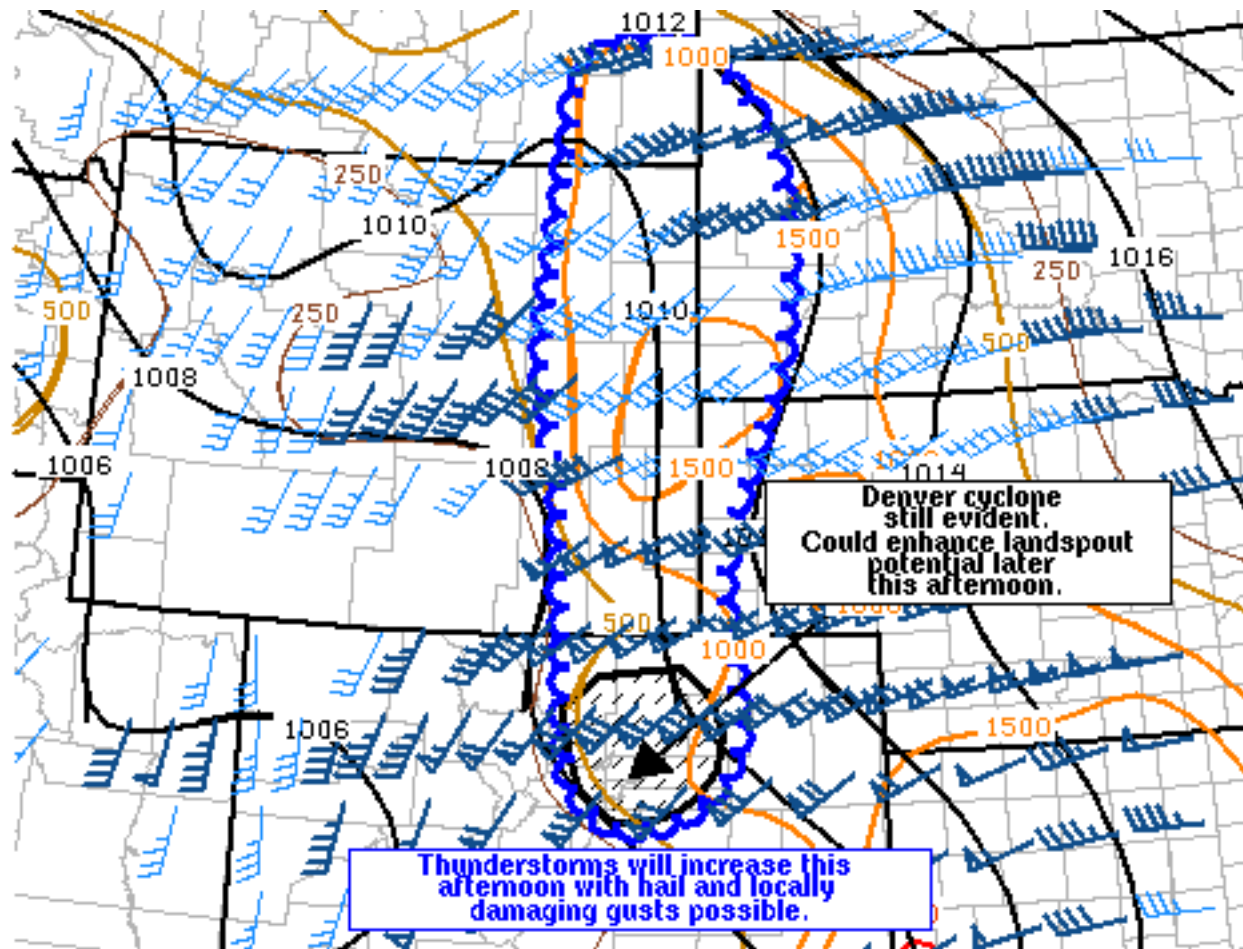 1012
1000
250
1010
1500
1016
250
500
250
1010
500
1008
1006
1008
1500
1014
Denver cyclone
still evident.
Could enhance landspout
potential later
this afternoon.
500
1000
1000
1500
1006
Thunderstorms will increase this
afternoon with hail and locally
damaging gusts possible.